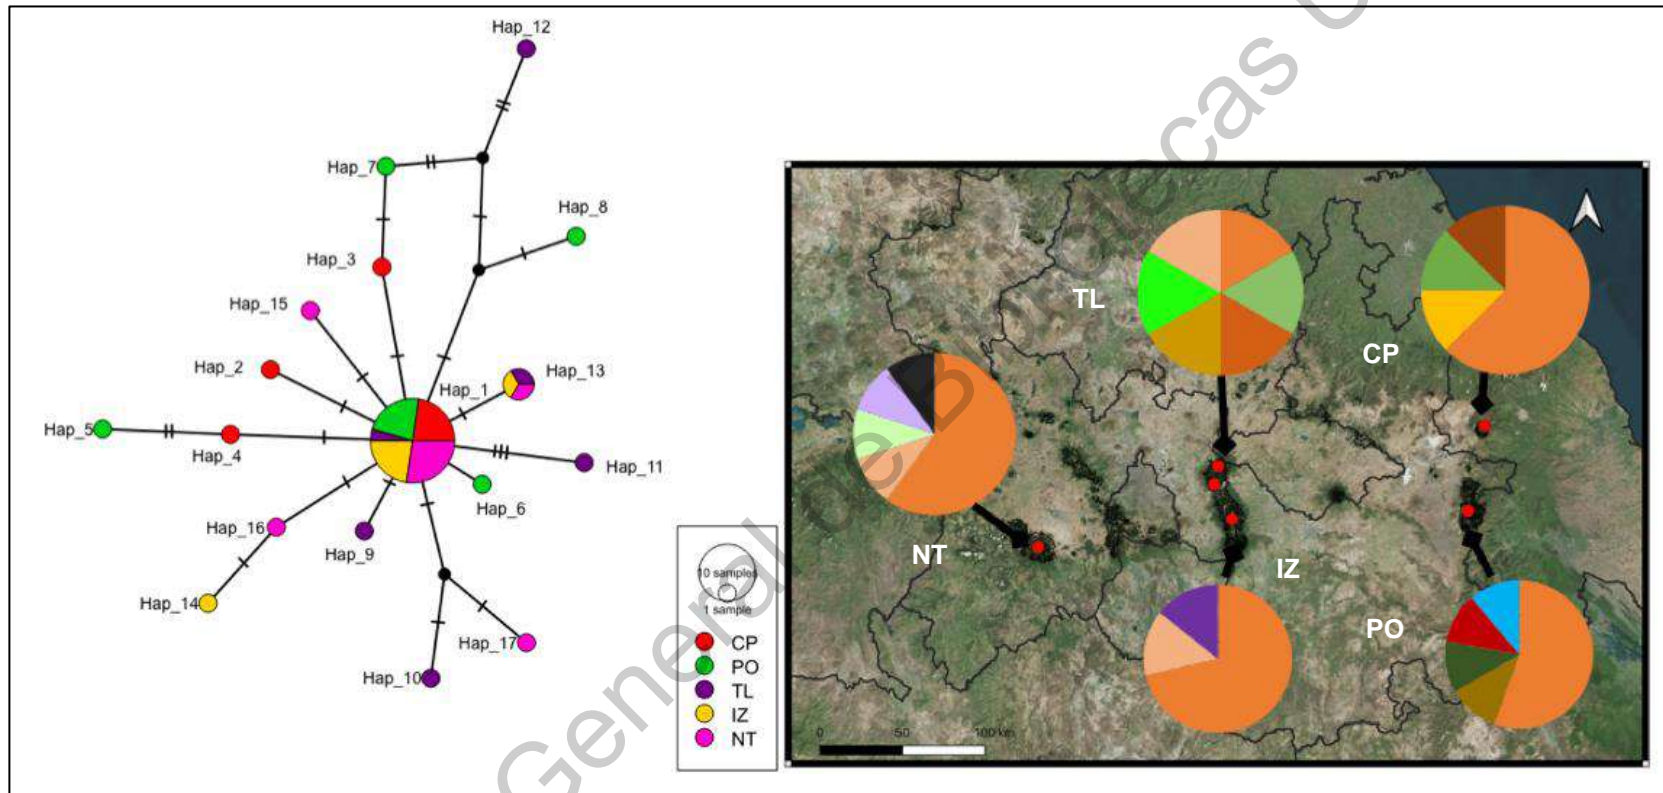 Hap_12
Hap_7
Hap_8
Hap_3
Hap_15
Hap_2
Hap_1
Hap_13
Hap_5
Hap_4
Hap_11
Hap_6
Hap_16
Hap_9
Hap_14
Hap_17
Hap_10
10 samples
1 sample
CP
PO
TL
IZ
NT
TL
CP
NT
IZ
PO
0 50 100 km
General de Bibliotecas U